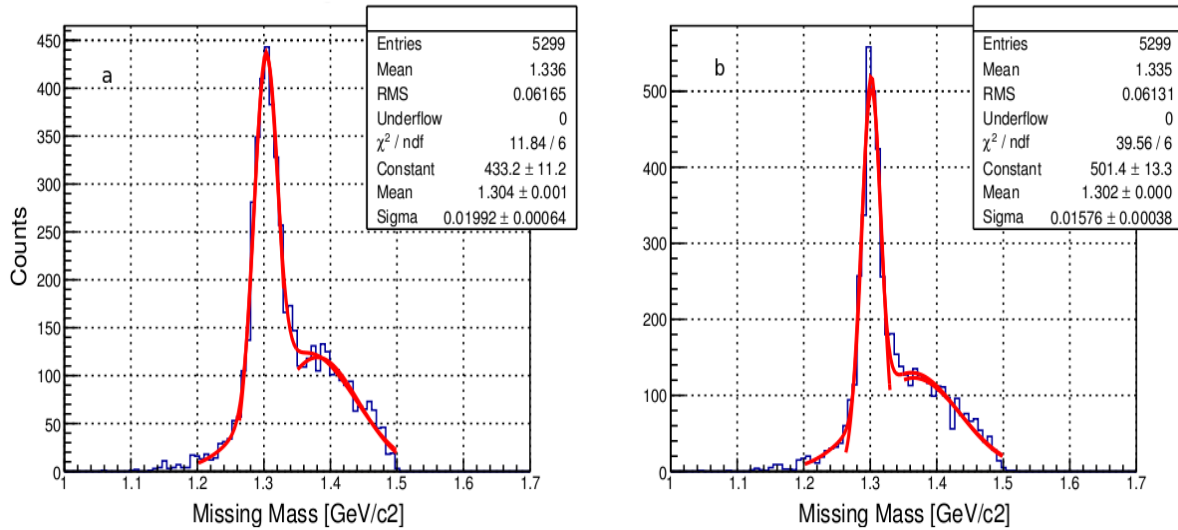 a
Entries 5299
Mean 1.336
RMS 0.06165
Underflow 0
χ² / ndf 11.84 / 6
Constant 433.2 ± 11.2
Mean 1.304 ± 0.001
Sigma 0.01992 ± 0.00064
450
400
350
300
250
200
150
100
50
0
Counts
1 1.1 1.2 1.3 1.4 1.5 1.6 1.7
Missing Mass [GeV/c2]
b
Entries 5299
Mean 1.335
RMS 0.06131
Underflow 0
χ² / ndf 39.56 / 6
Constant 501.4 ± 13.3
Mean 1.302 ± 0.000
Sigma 0.01576 ± 0.00038
500
400
300
200
100
0
1 1.1 1.2 1.3 1.4 1.5 1.6 1.7
Missing Mass [GeV/c2]